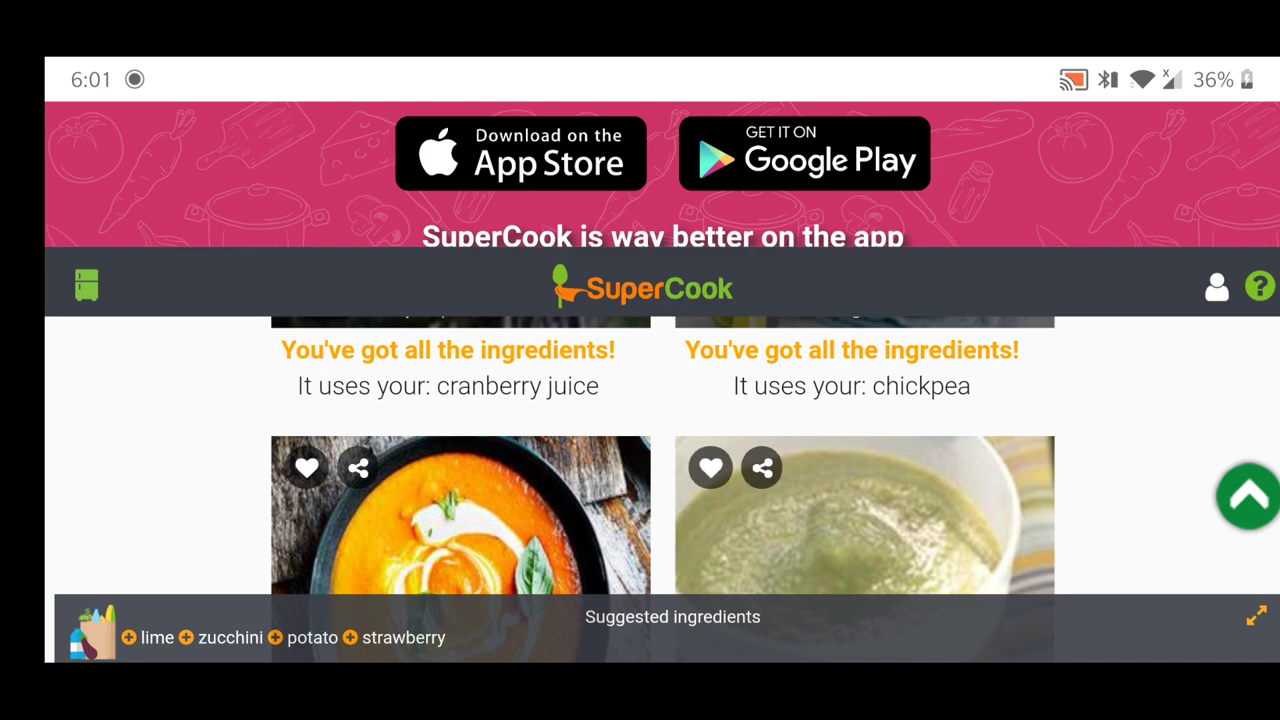 6:01
x
36%
Download on the
App Store
GET IT ON
Google Play
SuperCook is way better on the app
SuperCook
?
You've got all the ingredients!
You've got all the ingredients!
It uses your: cranberry juice
It uses your: chickpea
Suggested ingredients
lime zucchini potato strawberry